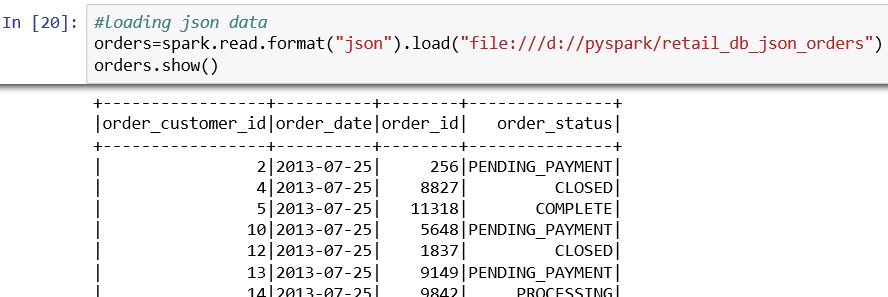 In [20]: #loading json data
orders=spark.read.format("json").load("file:///d://pyspark/retail_db_json_orders")
orders.show()
+----------------+----------+--------+---------------+
|order_customer_id|order_date|order_id|   order_status|
+----------------+----------+--------+---------------+
|                2|2013-07-25|     256|PENDING_PAYMENT|
|                4|2013-07-25|    8827|         CLOSED|
|                5|2013-07-25|   11318|       COMPLETE|
|               10|2013-07-25|    5648|PENDING_PAYMENT|
|               12|2013-07-25|    1837|         CLOSED|
|               13|2013-07-25|    9149|PENDING_PAYMENT|
|               14|2013-07-25|    9842|     PROCESSING|